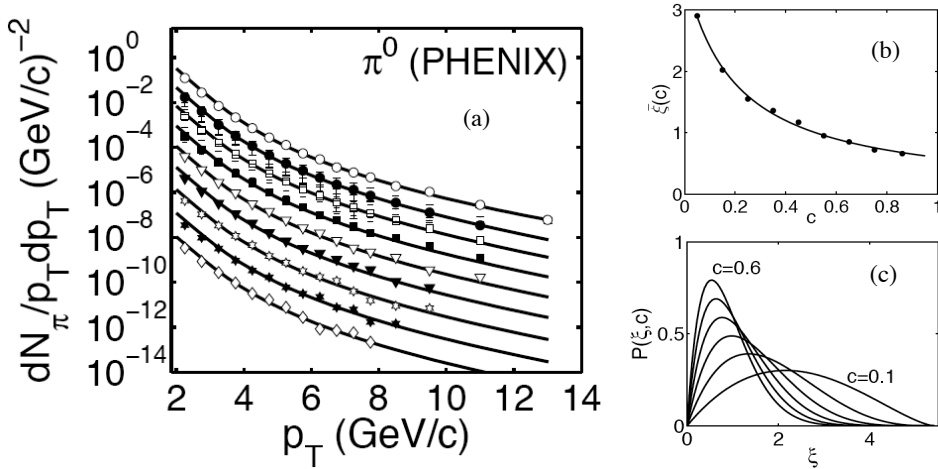 π⁰ (PHENIX)
(a)
dN_π/p_T dp_T (GeV/c)⁻²
10⁰
10⁻²
10⁻⁴
10⁻⁶
10⁻⁸
10⁻¹⁰
10⁻¹²
10⁻¹⁴
2 4 6 8 10 12 14
p_T (GeV/c)
(b)
ξ̄(c)
3
2
1
0
0 0.2 0.4 0.6 0.8 1
c
(c)
P(ξ,c)
1
0.5
0
c=0.6
c=0.1
0 2 4
ξ